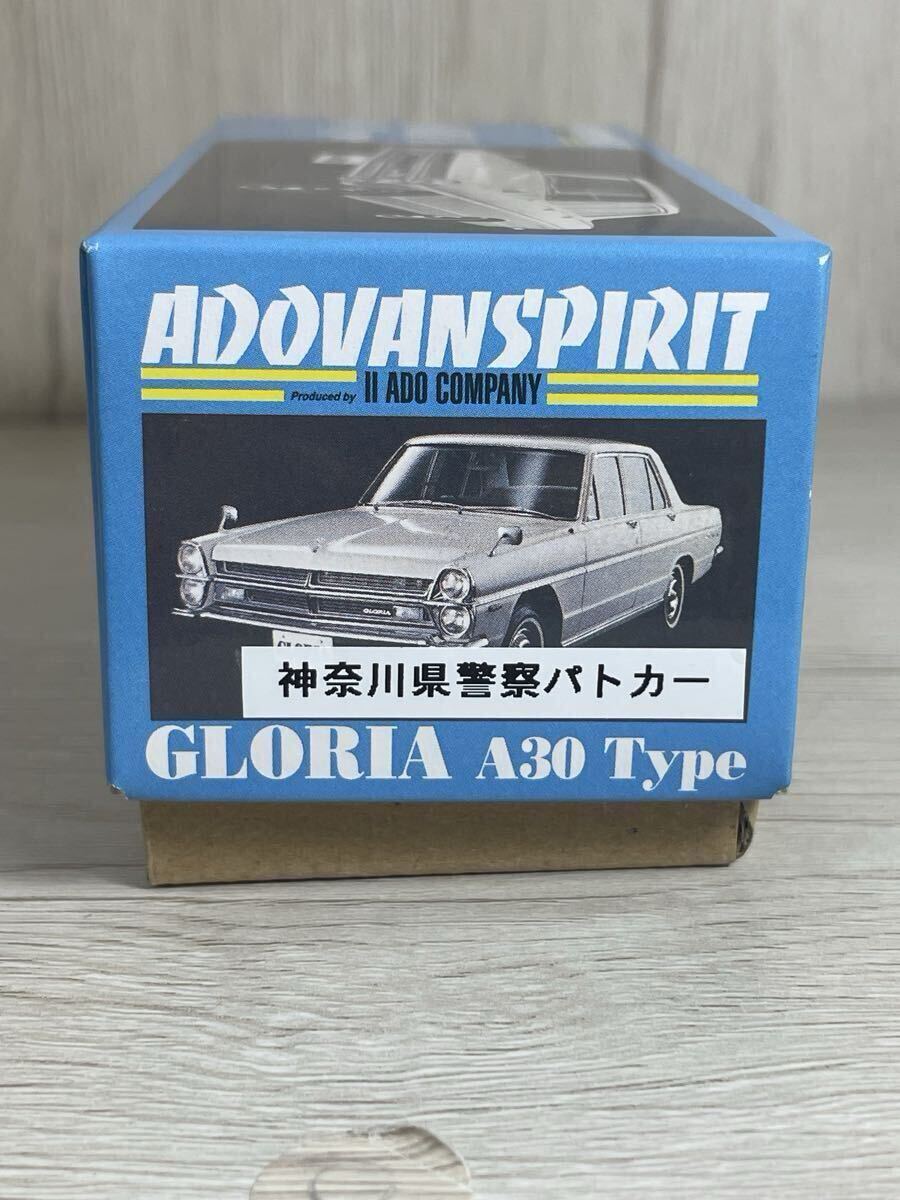 ADOVANSPIRIT
Produced by II ADO COMPANY
GLORIA
神奈川県警察パトカー
GLORIA A30 Type